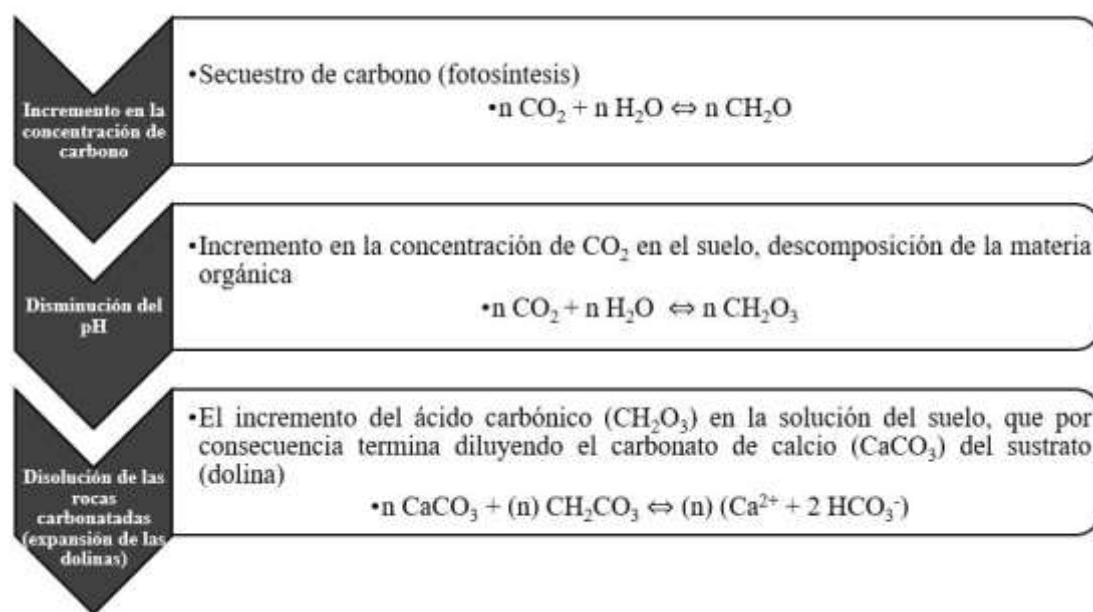 Incremento en la
concentración de
carbono
•Secuestro de carbono (fotosíntesis)
•n CO₂ + n H₂O ⇔ n CH₂O
Disminución del
pH
•Incremento en la concentración de CO₂ en el suelo, descomposición de la materia
orgánica
•n CO₂ + n H₂O ⇔ n CH₂O₃
Disolución de las
rocas
carbonatadas
(expansión de las
dolinas)
•El incremento del ácido carbónico (CH₂O₃) en la solución del suelo, que por
consecuencia termina diluyendo el carbonato de calcio (CaCO₃) del sustrato
(dolina)
•n CaCO₃ + (n) CH₂CO₃ ⇔ (n) (Ca²⁺ + 2 HCO₃⁻)